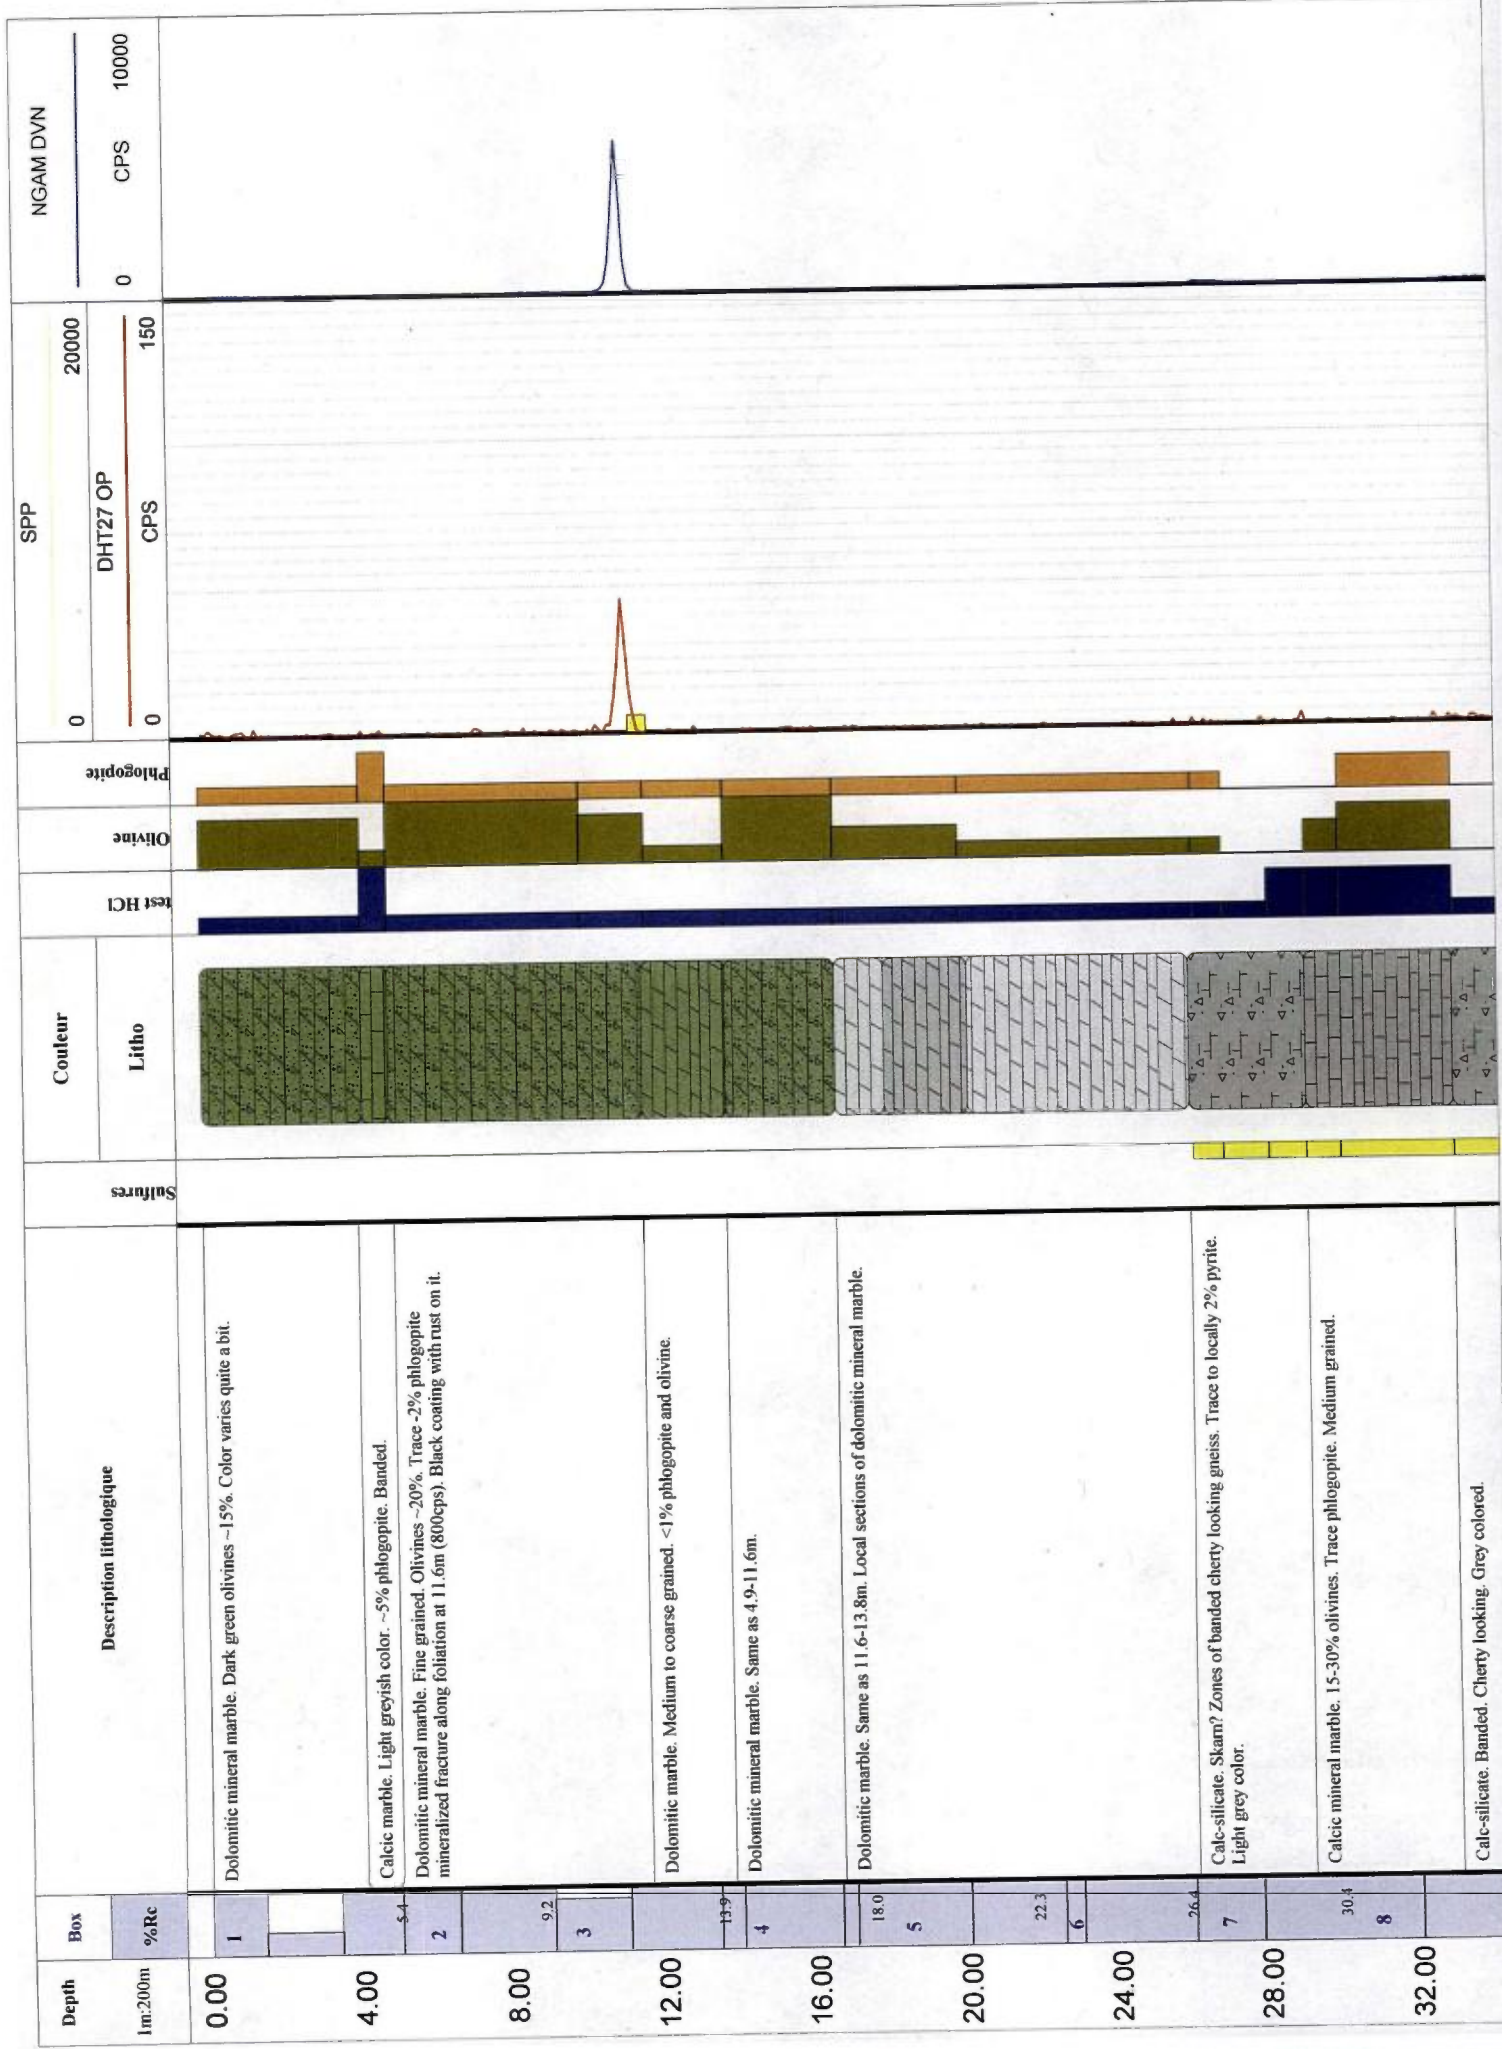 Depth
1m:200m
Box
%Rc
Description lithologique
Sulfures
Couleur
Litho
test HCl
Olivine
Phlogopite
SPP
0 20000
DHT27 OP
0 CPS 150
NGAM DVN
0 CPS 10000
0.00
4.00
8.00
12.00
16.00
20.00
24.00
28.00
32.00
1
5.4
2
9.2
3
13.9
4
18.0
5
22.3
6
26.4
7
30.4
8
Dolomitic mineral marble. Dark green olivines ~15%. Color varies quite a bit.
Calcic marble. Light greyish color. ~5% phlogopite. Banded.
Dolomitic mineral marble. Fine grained. Olivines ~20%. Trace -2% phlogopite
mineralized fracture along foliation at 11.6m (800cps). Black coating with rust on it.
Dolomitic marble. Medium to coarse grained. <1% phlogopite and olivine.
Dolomitic mineral marble. Same as 4.9-11.6m.
Dolomitic marble. Same as 11.6-13.8m. Local sections of dolomitic mineral marble.
Calc-silicate. Skarn? Zones of banded cherty looking gneiss. Trace to locally 2% pyrite.
Light grey color.
Calcic mineral marble. 15-30% olivines. Trace phlogopite. Medium grained.
Calc-silicate. Banded. Cherty looking. Grey colored.